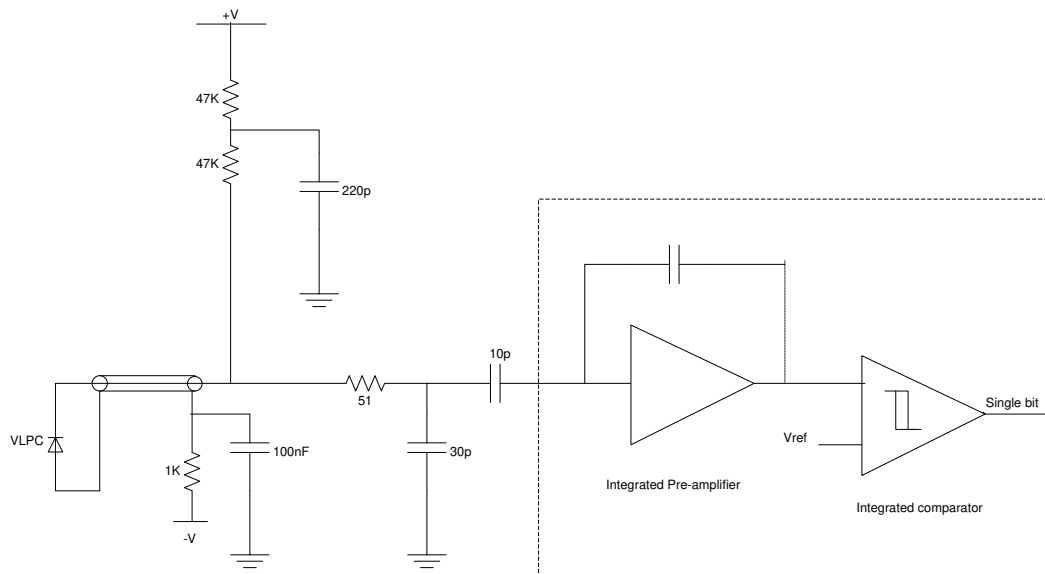 +V
47K
47K
220p
10p
51
VLPC
1K
100nF
30p
-V
Vref
Single bit
Integrated Pre-amplifier
Integrated comparator